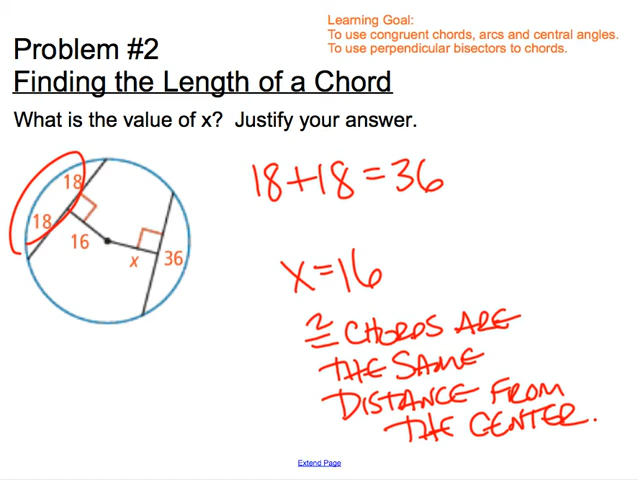 Learning Goal:
To use congruent chords, arcs and central angles.
To use perpendicular bisectors to chords.
Problem #2
Finding the Length of a Chord
What is the value of x?  Justify your answer.
18
18
16
x
36
18+18=36
x=16
≅ CHORDS ARE
THE SAME
DISTANCE FROM
THE CENTER.
Extend Page